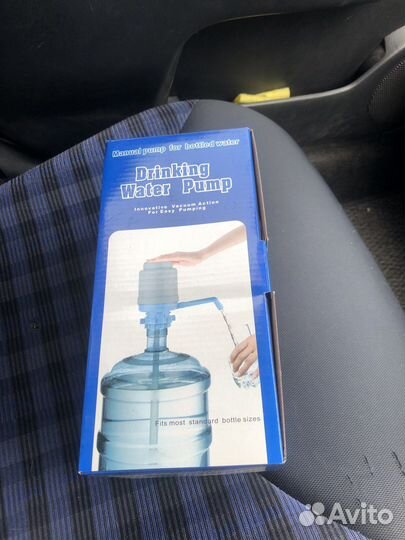 Manual pump for bottled water
Drinking
Water Pump
Innovative Vacuum Action
For Easy Pumping
Fits most standard bottle sizes
Avito